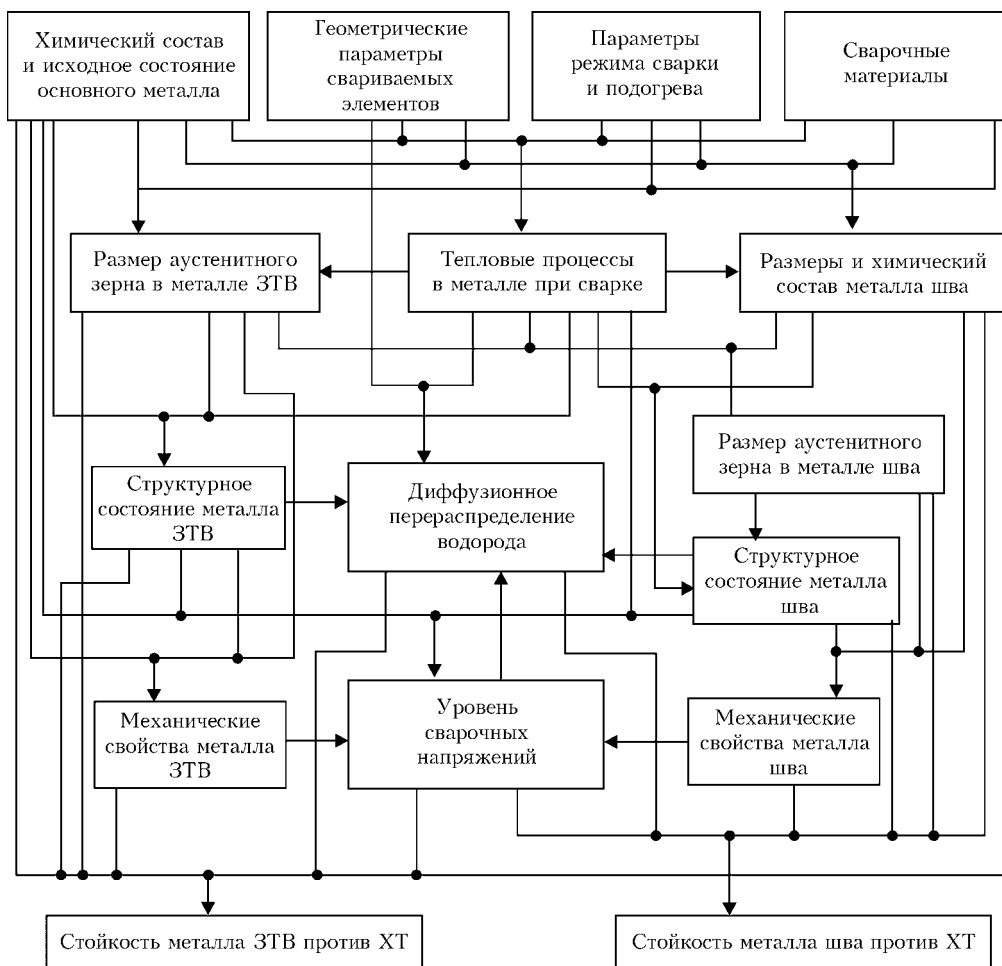 Химический состав
и исходное состояние
основного металла
Геометрические
параметры
свариваемых
элементов
Параметры
режима сварки
и подогрева
Сварочные
материалы
Размер аустенитного
зерна в металле ЗТВ
Тепловые процессы
в металле при сварке
Размеры и химический
состав металла шва
Размер аустенитного
зерна в металле шва
Структурное
состояние металла
ЗТВ
Диффузионное
перераспределение
водорода
Структурное
состояние металла
шва
Механические
свойства металла
ЗТВ
Уровень
сварочных
напряжений
Механические
свойства металла
шва
Стойкость металла ЗТВ против ХТ
Стойкость металла шва против ХТ